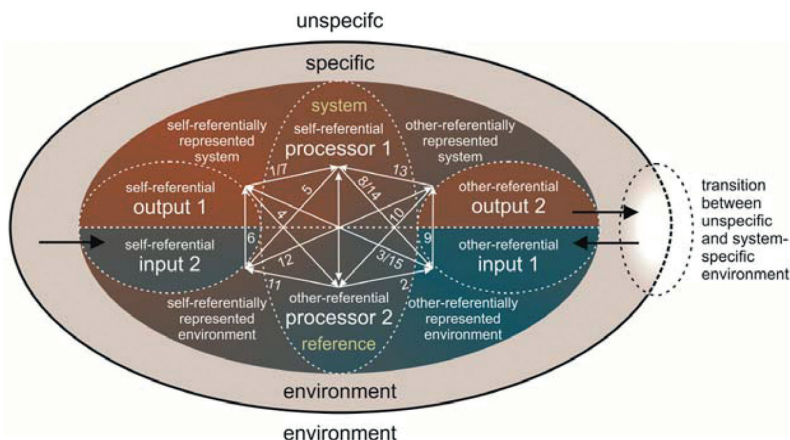 unspecifc
specific
system
self-referentially
represented
system
self-referential
processor 1
other-referentially
represented
system
1/7
5
8/14
13
self-referential
output 1
4
10
other-referential
output 2
6
9
self-referential
input 2
12
3/15
other-referential
input 1
11
2
self-referentially
represented
environment
other-referential
processor 2
reference
other-referentially
represented
environment
transition
between
unspecific
and system-
specific
environment
environment
environment